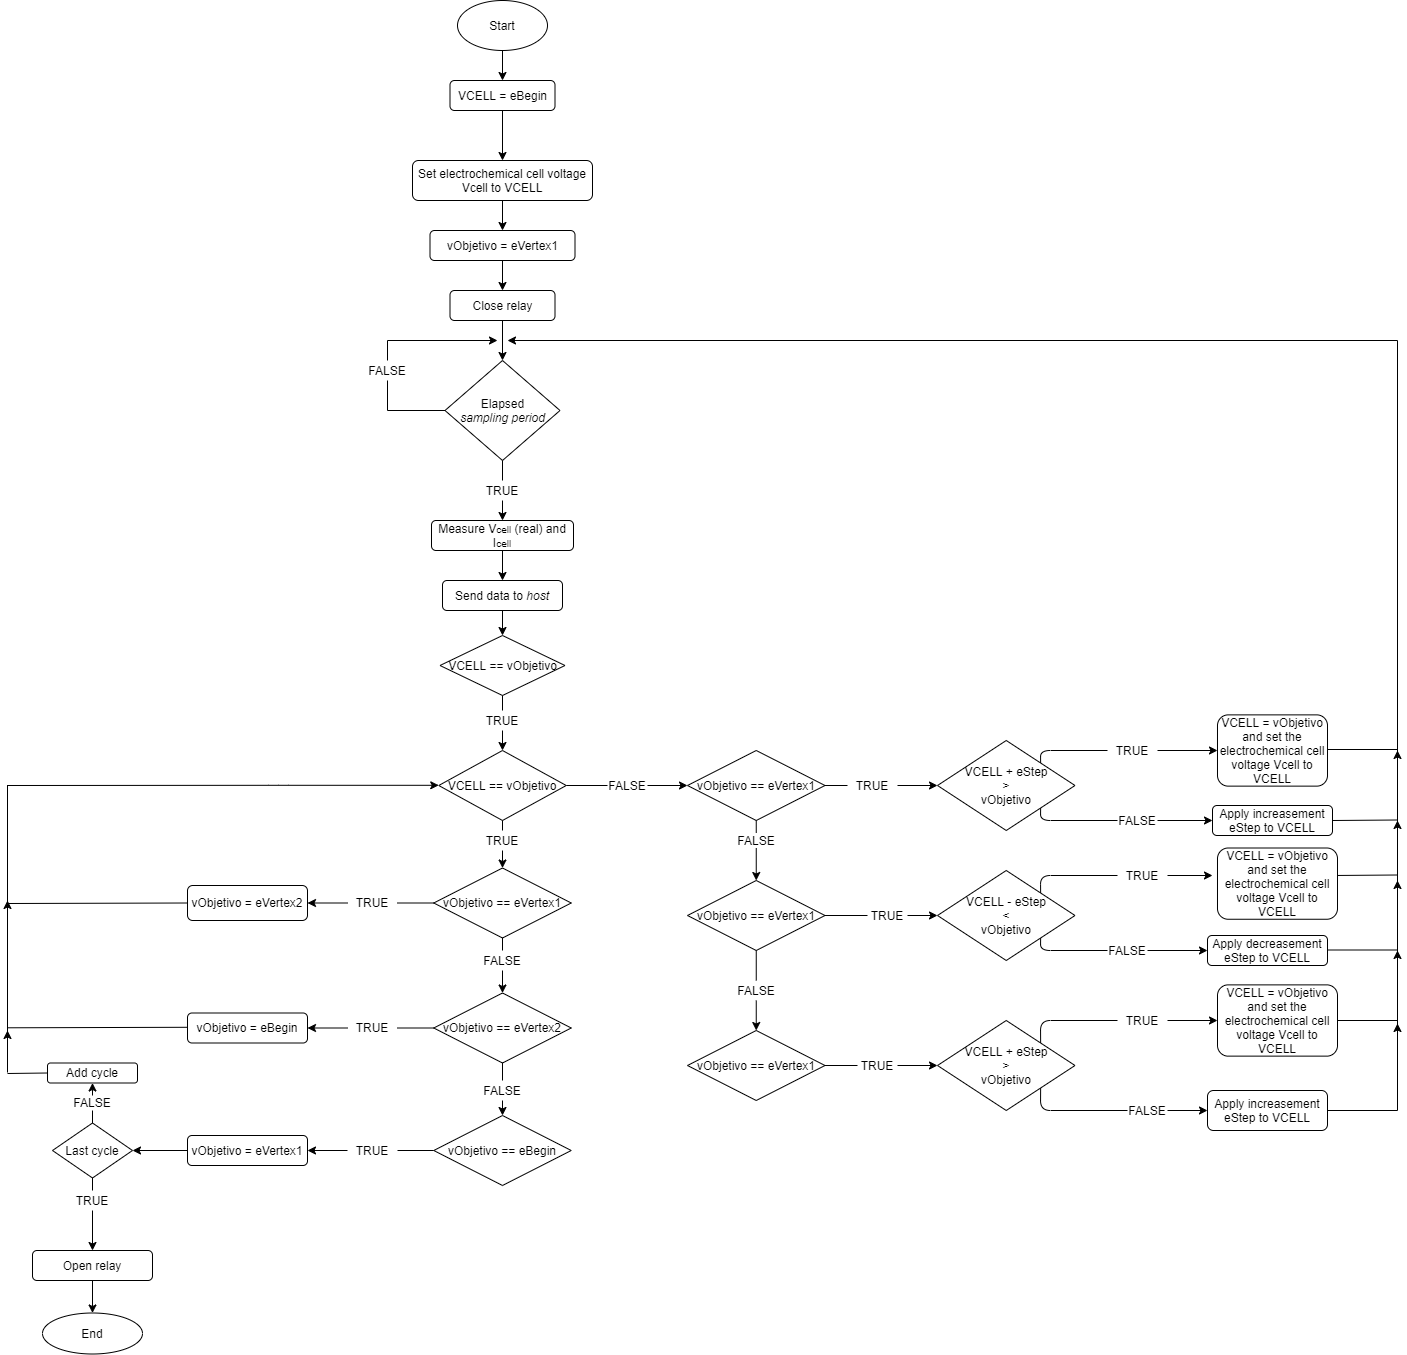 Start
VCELL = eBegin
Set electrochemical cell voltage
Vcell to VCELL
vObjetivo = eVertex1
Close relay
FALSE
Elapsed
sampling period
TRUE
Measure Vcell (real) and
Icell
Send data to host
VCELL == vObjetivo
TRUE
VCELL == vObjetivo
FALSE
vObjetivo == eVertex1
TRUE
VCELL + eStep
>
vObjetivo
TRUE
VCELL = vObjetivo
and set the
electrochemical cell
voltage Vcell to
VCELL
FALSE
Apply increasement
eStep to VCELL
TRUE
FALSE
vObjetivo = eVertex2
TRUE
vObjetivo == eVertex1
vObjetivo == eVertex1
TRUE
VCELL - eStep
<
vObjetivo
TRUE
VCELL = vObjetivo
and set the
electrochemical cell
voltage Vcell to
VCELL
FALSE
Apply decreasement
eStep to VCELL
FALSE
FALSE
vObjetivo = eBegin
TRUE
vObjetivo == eVertex2
vObjetivo == eVertex1
TRUE
VCELL + eStep
>
vObjetivo
TRUE
VCELL = vObjetivo
and set the
electrochemical cell
voltage Vcell to
VCELL
FALSE
Apply increasement
eStep to VCELL
Add cycle
FALSE
FALSE
Last cycle
vObjetivo = eVertex1
TRUE
vObjetivo == eBegin
TRUE
Open relay
End